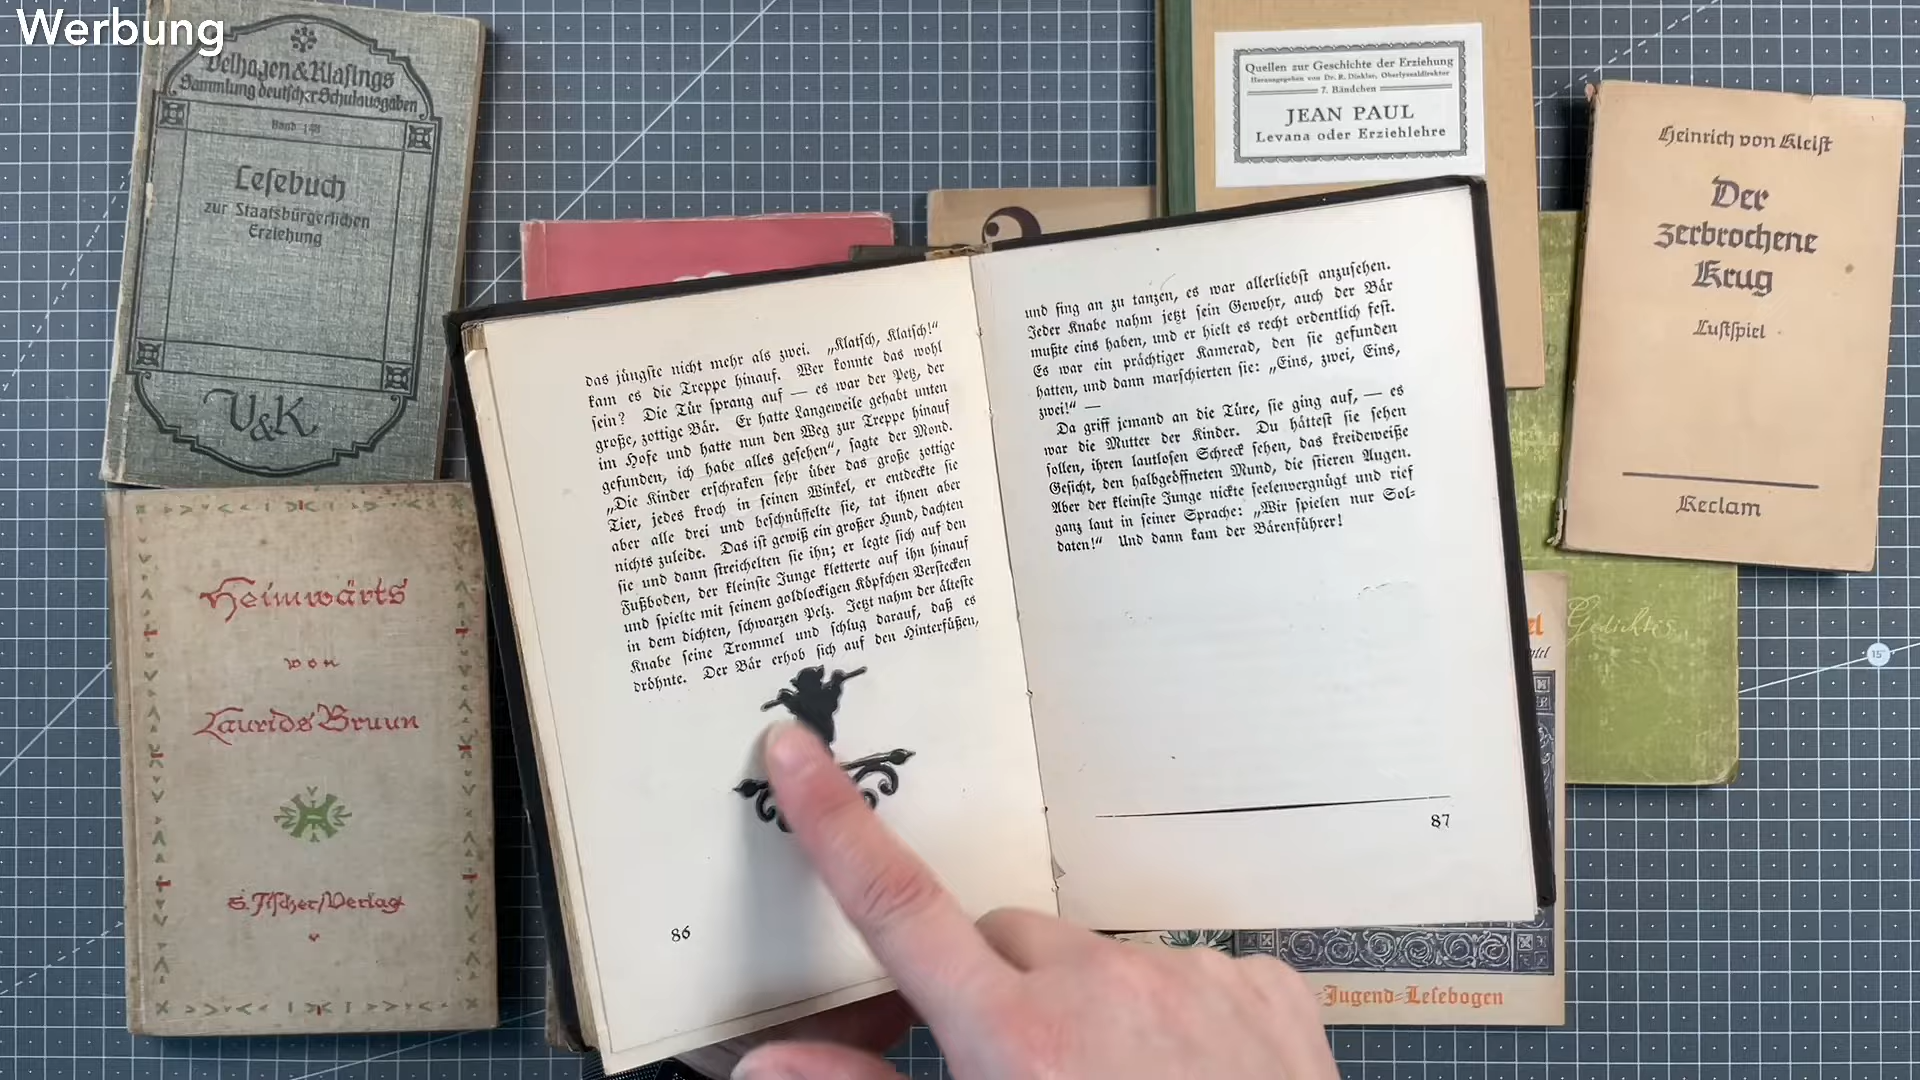 Werbung
Velhagen & Klasings
Sammlung deutscher Schulausgaben
Band 148
Lesebuch
zur Staatsbürgerlichen
Erziehung
V&K
Quellen zur Geschichte der Erziehung
7. Bändchen
JEAN PAUL
Levana oder Erziehlehre
Heinrich von Kleist
Der
zerbrochene
Krug
Lustspiel
Reclam
Heimwärts
von
Laurids Bruun
S. Fischer/Verlag
das jüngste nicht mehr als zwei. „Klatsch, Klatsch!“
kam es die Treppe hinauf. Wer konnte das wohl
sein? Die Tür sprang auf — es war der Petz, der
große, zottige Bär. Er hatte Langeweile gehabt unten
im Hofe und hatte nun den Weg zur Treppe hinauf
gefunden, ich habe alles gesehen“, sagte der Mond.
„Die Kinder erschraken sehr über das große zottige
Tier, jedes kroch in seinen Winkel, er entdeckte sie
aber alle drei und beschnüffelte sie, tat ihnen aber
nichts zuleide. Das ist gewiß ein großer Hund, dachten
sie und dann streichelten sie ihn; er legte sich auf den
Fußboden, der kleinste Junge kletterte auf ihn hinauf
und spielte mit seinem goldlockigen Köpfchen Verstecken
in dem dichten, schwarzen Pelz. Jetzt nahm der älteste
Knabe seine Trommel und schlug darauf, daß es
dröhnte. Der Bär erhob sich auf den Hinterfüßen,
86
und fing an zu tanzen, es war allerliebst anzusehen.
Jeder Knabe nahm jetzt sein Gewehr, auch der Bär
mußte eins haben, und er hielt es recht ordentlich fest.
Es war ein prächtiger Kamerad, den sie gefunden
hatten, und dann marschierten sie: „Eins, zwei, Eins,
zwei!“ —
Da griff jemand an die Türe, sie ging auf, — es
war die Mutter der Kinder. Du hättest sie sehen
sollen, ihren lautlosen Schreck sehen, das kreideweiße
Gesicht, den halbgeöffneten Mund, die stieren Augen.
Aber der kleinste Junge nickte seelenvergnügt und rief
ganz laut in seiner Sprache: „Wir spielen nur Sol-
daten!“ Und dann kam der Bärenführer!
87
Gedichte
Jugend-Lesebogen
15°